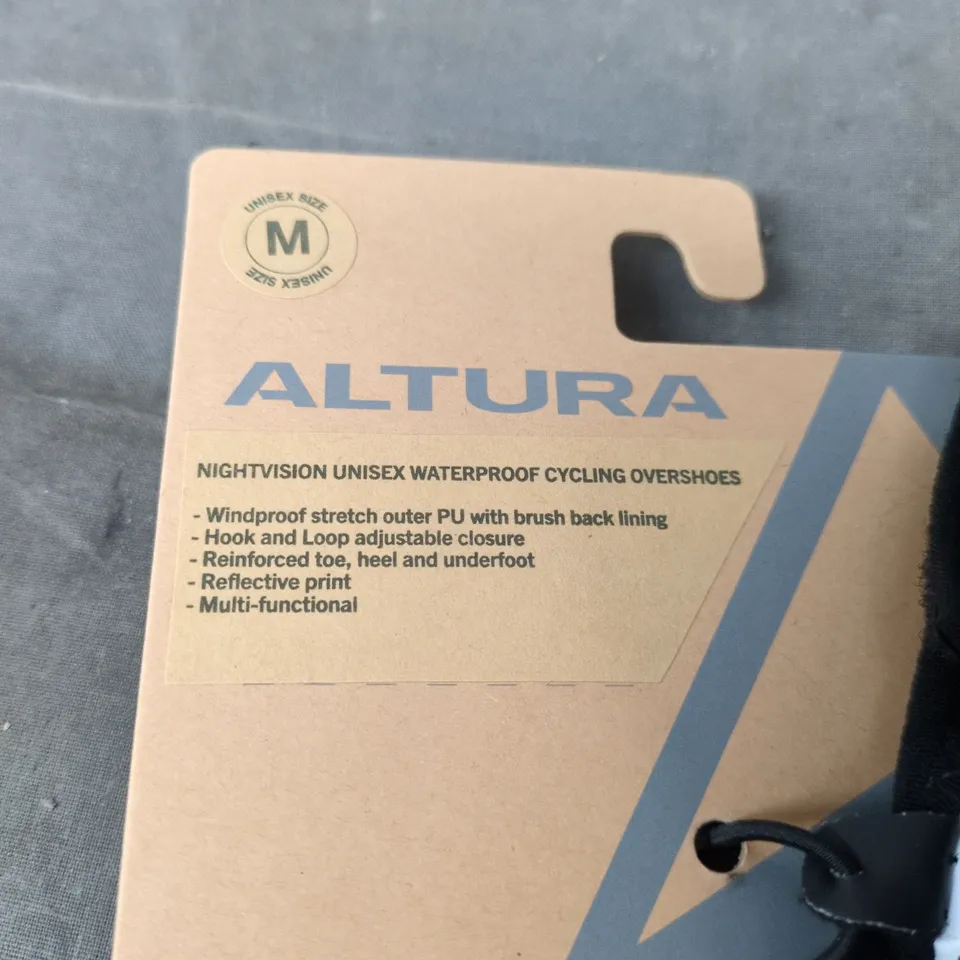 UNISEX SIZE
M
UNISEX SIZE
ALTURA
NIGHTVISION UNISEX WATERPROOF CYCLING OVERSHOES
- Windproof stretch outer PU with brush back lining
- Hook and Loop adjustable closure
- Reinforced toe, heel and underfoot
- Reflective print
- Multi-functional